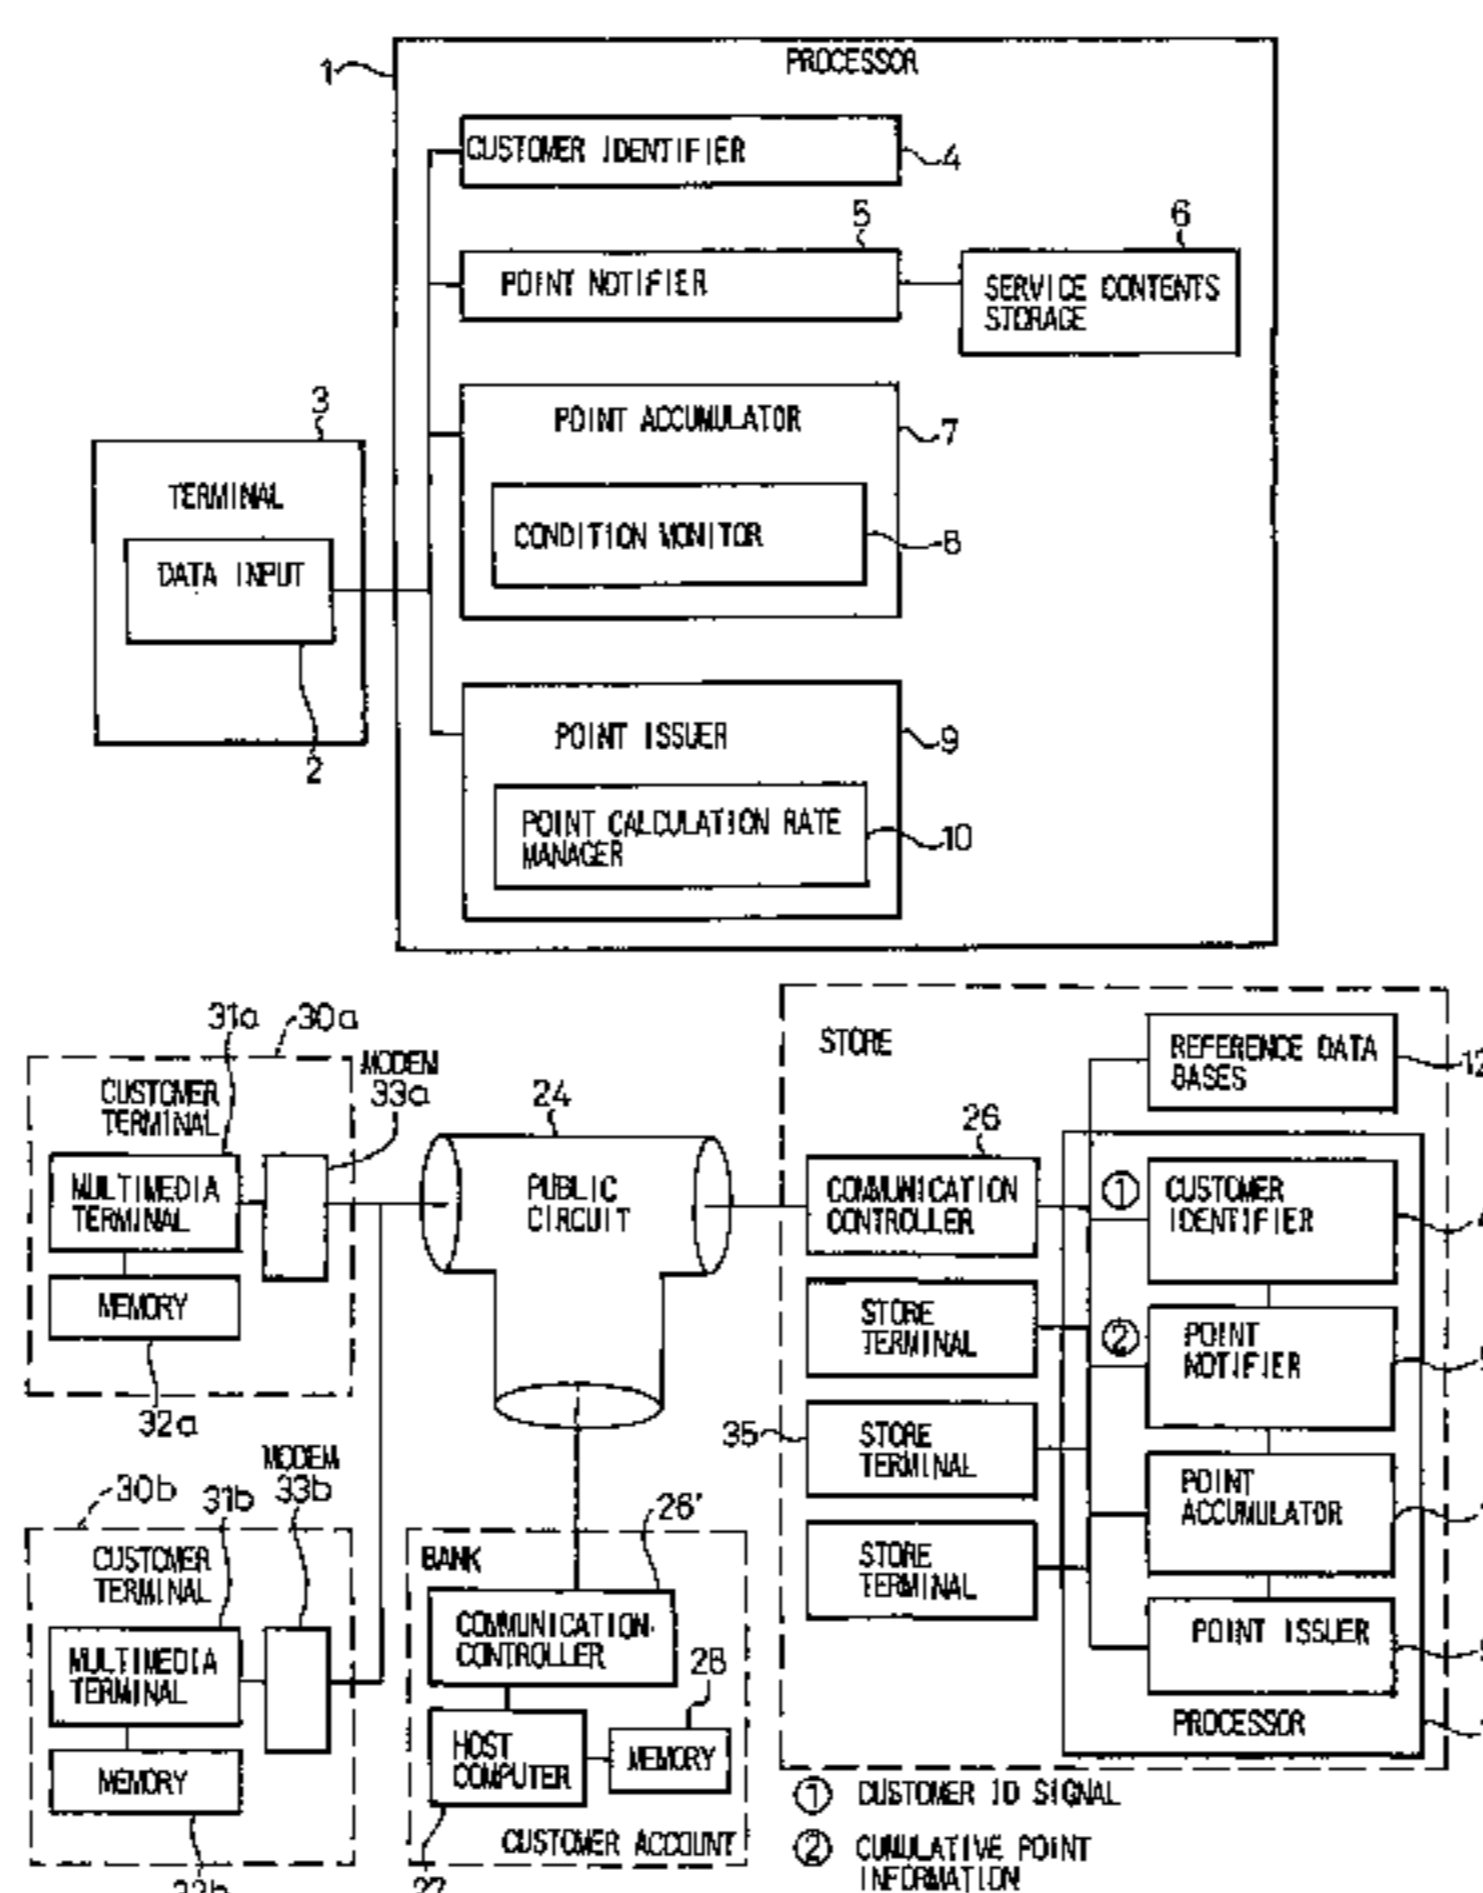 PROCESSOR
1
CUSTOMER IDENTIFIER
4
5
6
POINT NOTIFIER
SERVICE CONTENTS
STORAGE
3
POINT ACCUMULATOR
7
TERMINAL
CONDITION MONITOR
8
DATA INPUT
POINT ISSUER
9
2
POINT CALCULATION RATE
MANAGER
10
31a
30a
MODEM
33a
CUSTOMER
TERMINAL
MULTIMEDIA
TERMINAL
MEMORY
32a
24
PUBLIC
CIRCUIT
STORE
REFERENCE DATA
BASES
12
26
COMMUNICATION
CONTROLLER
1
CUSTOMER
IDENTIFIER
STORE
TERMINAL
2
POINT
NOTIFIER
35
STORE
TERMINAL
POINT
ACCUMULATOR
STORE
TERMINAL
POINT ISSUER
PROCESSOR
MODEM
33b
30b
31b
CUSTOMER
TERMINAL
MULTIMEDIA
TERMINAL
MEMORY
26'
BANK
COMMUNICATION
CONTROLLER
28
HOST
COMPUTER
MEMORY
CUSTOMER ACCOUNT
1 CUSTOMER ID SIGNAL
2 CUMULATIVE POINT
INFORMATION